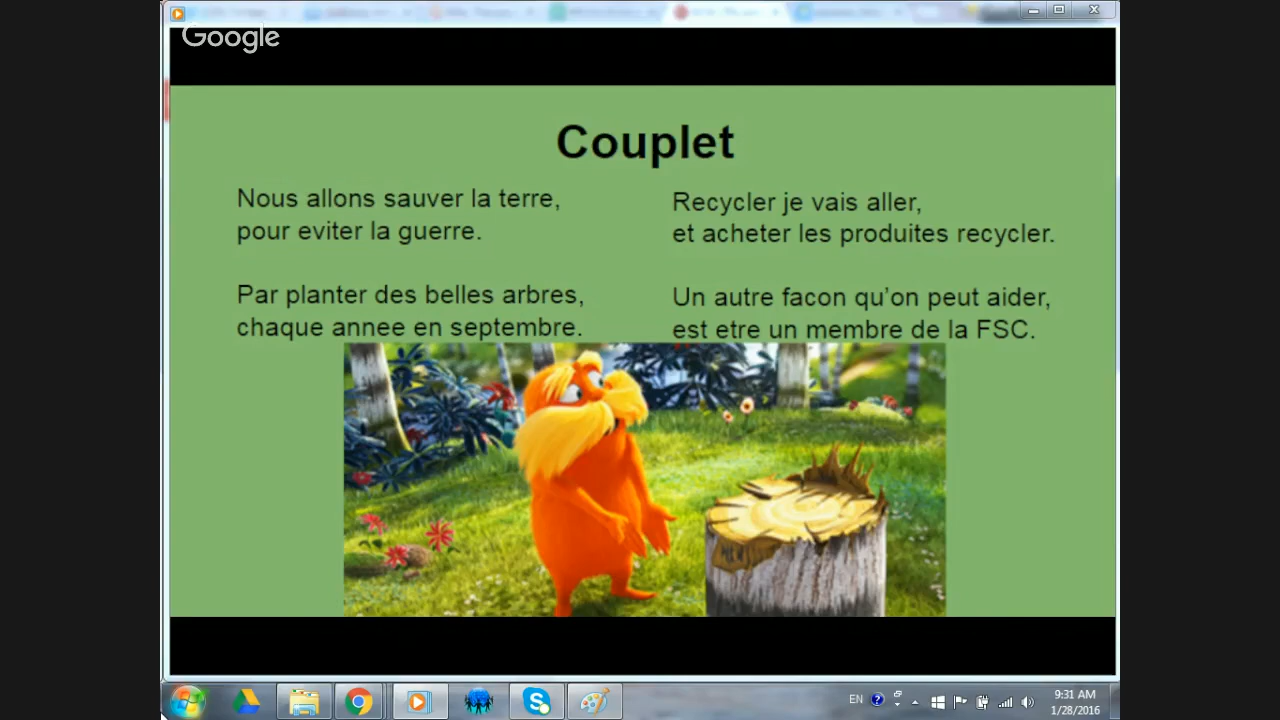 Google
Couplet
Nous allons sauver la terre,
pour eviter la guerre.
Par planter des belles arbres,
chaque annee en septembre.
Recycler je vais aller,
et acheter les produites recycler.
Un autre facon qu'on peut aider,
est etre un membre de la FSC.
EN
9:31 AM
1/28/2016